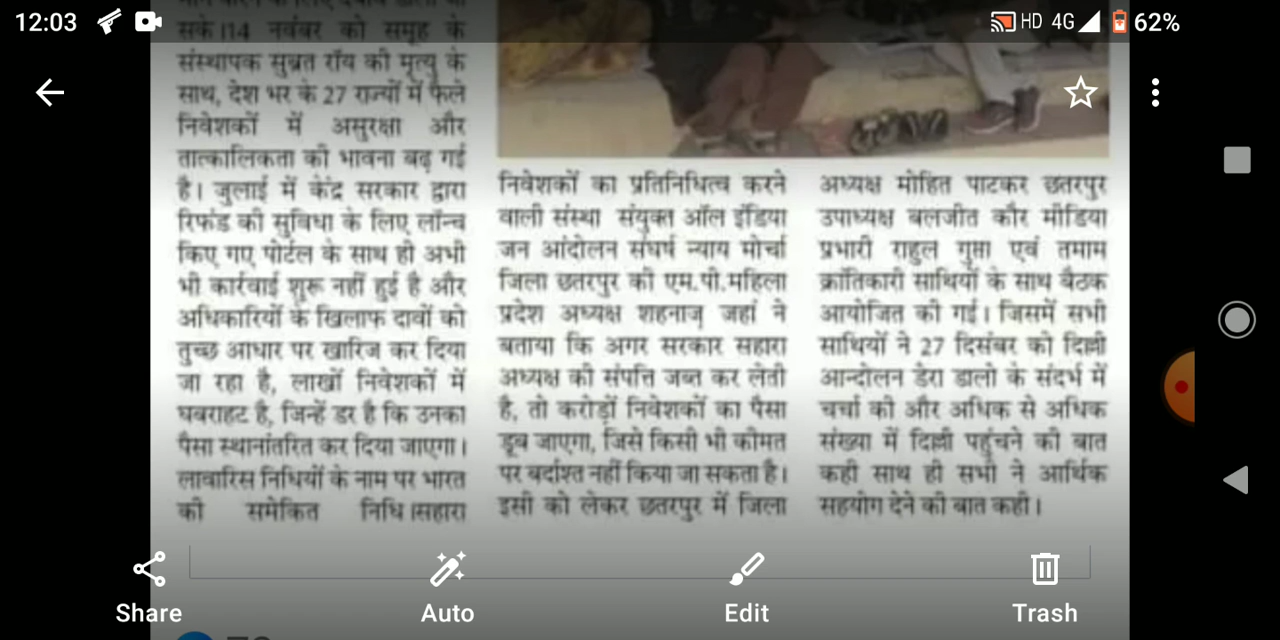 12:03
HD 4G 62%
सके।14 नवंबर को समूह के
संस्थापक सुब्रत रॉय की मृत्यु के
साथ, देश भर के 27 राज्यों में फैले
निवेशकों में असुरक्षा और
तात्कालिकता की भावना बढ़ गई
है। जुलाई में केंद्र सरकार द्वारा
रिफंड की सुविधा के लिए लॉन्च
किए गए पोर्टल के साथ ही अभी
भी कार्रवाई शुरू नहीं हुई है और
अधिकारियों के खिलाफ दावों को
तुच्छ आधार पर खारिज कर दिया
जा रहा है, लाखों निवेशकों में
घबराहट है, जिन्हें डर है कि उनका
पैसा स्थानांतरित कर दिया जाएगा।
लावारिस निधियों के नाम पर भारत
की समेकित निधि।सहारा
निवेशकों का प्रतिनिधित्व करने
वाली संस्था संयुक्त ऑल इंडिया
जन आंदोलन संघर्ष न्याय मोर्चा
जिला छतरपुर की एम.पी.महिला
प्रदेश अध्यक्ष शहनाज़ जहां ने
बताया कि अगर सरकार सहारा
अध्यक्ष की संपत्ति जब्त कर लेती
है, तो करोड़ों निवेशकों का पैसा
डूब जाएगा, जिसे किसी भी कीमत
पर बर्दाश्त नहीं किया जा सकता है।
इसी को लेकर छतरपुर में जिला
अध्यक्ष मोहित पाटकर छतरपुर
उपाध्यक्ष बलजीत कौर मीडिया
प्रभारी राहुल गुप्ता एवं तमाम
क्रांतिकारी साथियों के साथ बैठक
आयोजित की गई। जिसमें सभी
साथियों ने 27 दिसंबर को दिल्ली
आन्दोलन डेरा डालो के संदर्भ में
चर्चा की और अधिक से अधिक
संख्या में दिल्ली पहुंचने की बात
कही साथ ही सभी ने आर्थिक
सहयोग देने की बात कही।
Share Auto Edit Trash